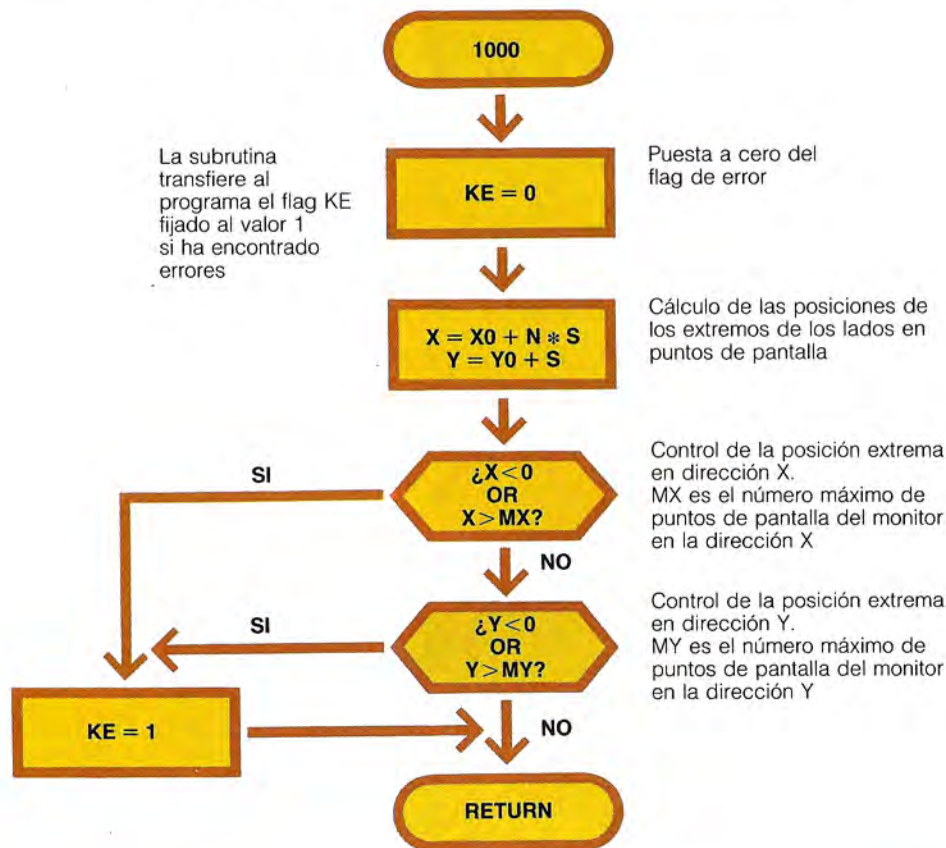 1000
La subrutina
transfiere al
programa el flag KE
fijado al valor 1
si ha encontrado
errores
KE = 0
Puesta a cero del
flag de error
X = X0 + N * S
Y = Y0 + S
Cálculo de las posiciones de
los extremos de los lados en
puntos de pantalla
SI
¿X<0
OR
X>MX?
Control de la posición extrema
en dirección X.
MX es el número máximo de
puntos de pantalla del monitor
en la dirección X
NO
SI
¿Y<0
OR
Y>MY?
Control de la posición extrema
en dirección Y.
MY es el número máximo de
puntos de pantalla del monitor
en la dirección Y
KE = 1
NO
RETURN